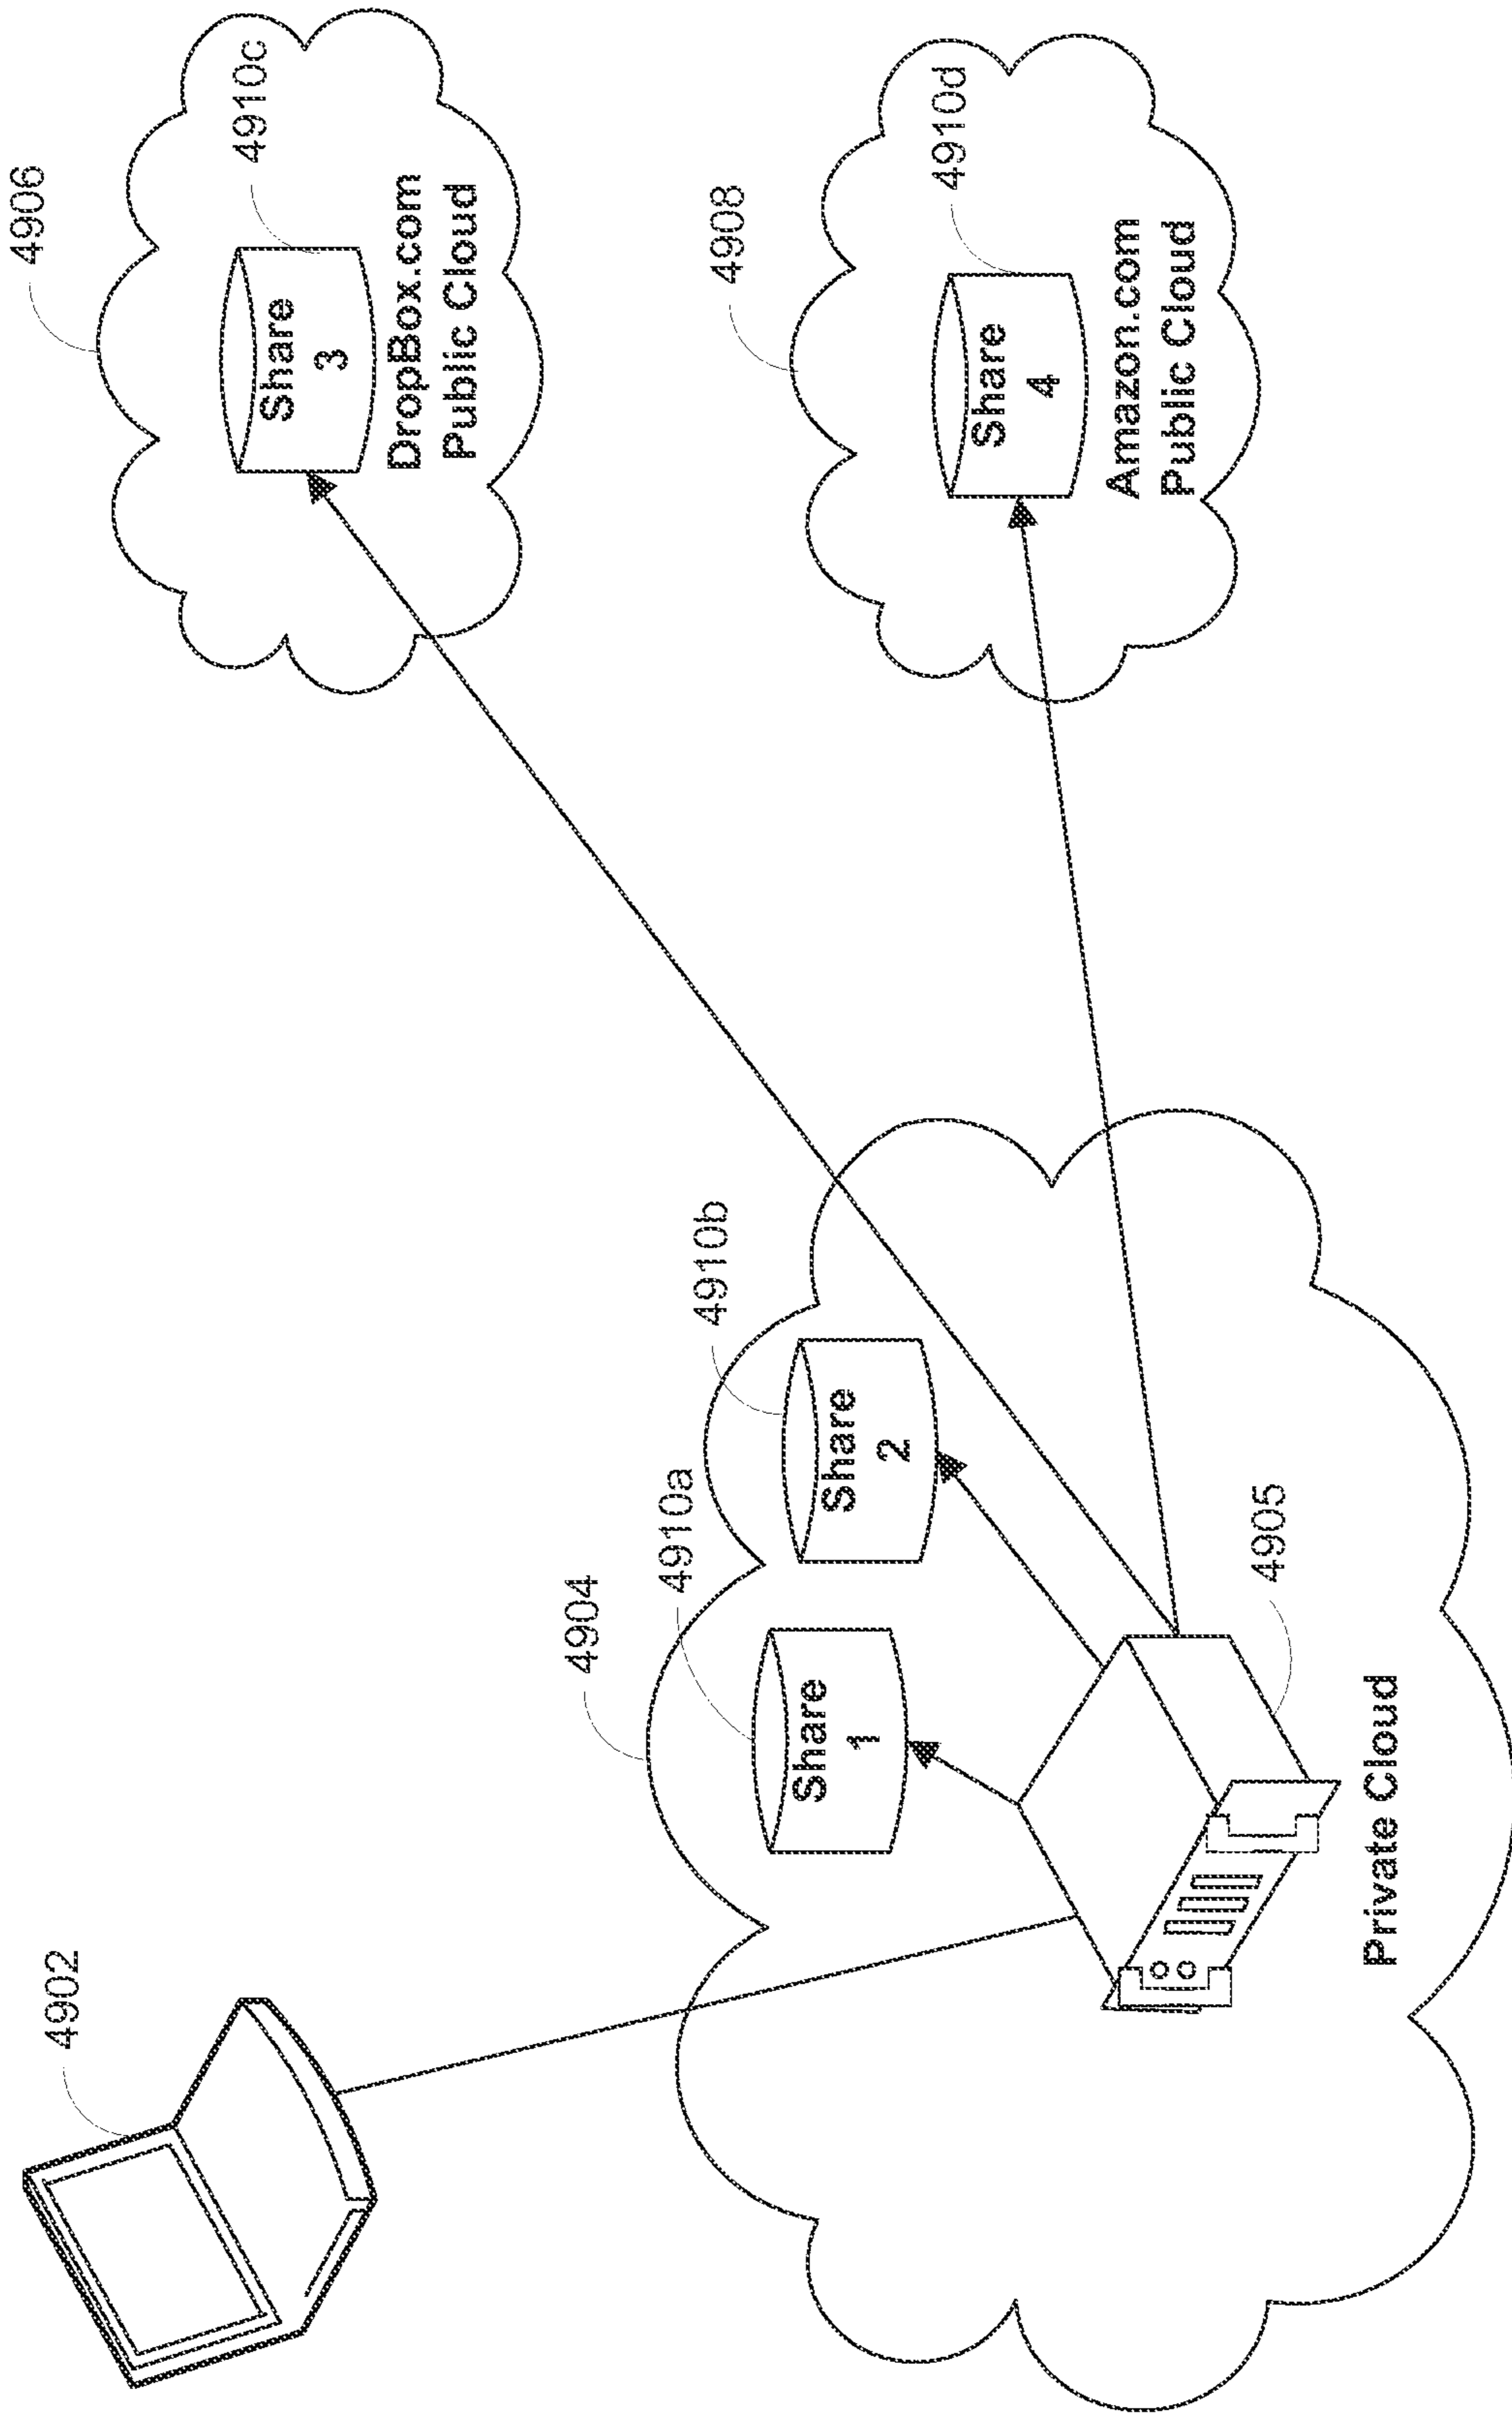 4902
4904
4910a
Share
1
4910b
Share
2
4905
Private Cloud
4906
4910c
Share
3
DropBox.com
Public Cloud
4908
4910d
Share
4
Amazon.com
Public Cloud